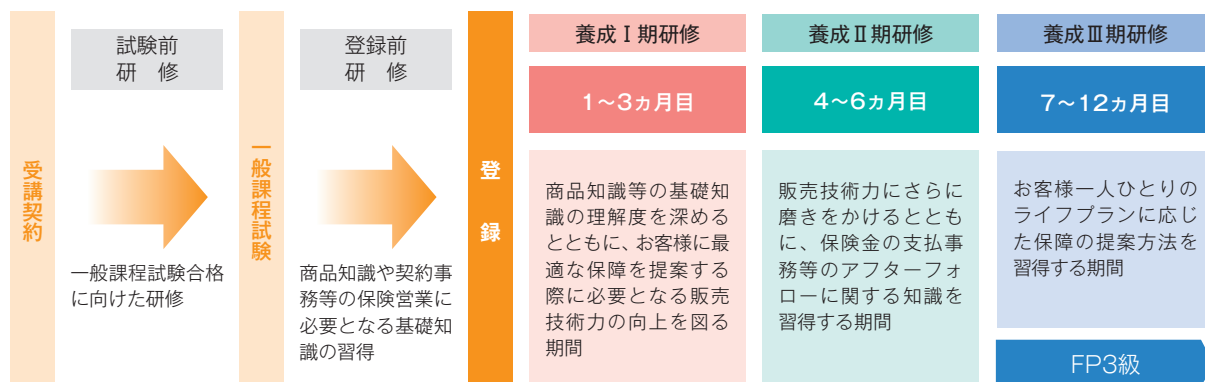 受講契約
試験前
研　修
一般課程試験合格
に向けた研修
一般課程試験
登録前
研　修
商品知識や契約事
務等の保険営業に
必要となる基礎知
識の習得
登　録
養成Ⅰ期研修
1～3ヵ月目
商品知識等の基礎知
識の理解度を深める
とともに、お客様に最
適な保障を提案する
際に必要となる販売
技術力の向上を図る
期間
養成Ⅱ期研修
4～6ヵ月目
販売技術力にさらに
磨きをかけるととも
に、保険金の支払事
務等のアフターフォ
ローに関する知識を
習得する期間
養成Ⅲ期研修
7～12ヵ月目
お客様一人ひとりの
ライフプランに応じ
た保障の提案方法を
習得する期間
FP3級